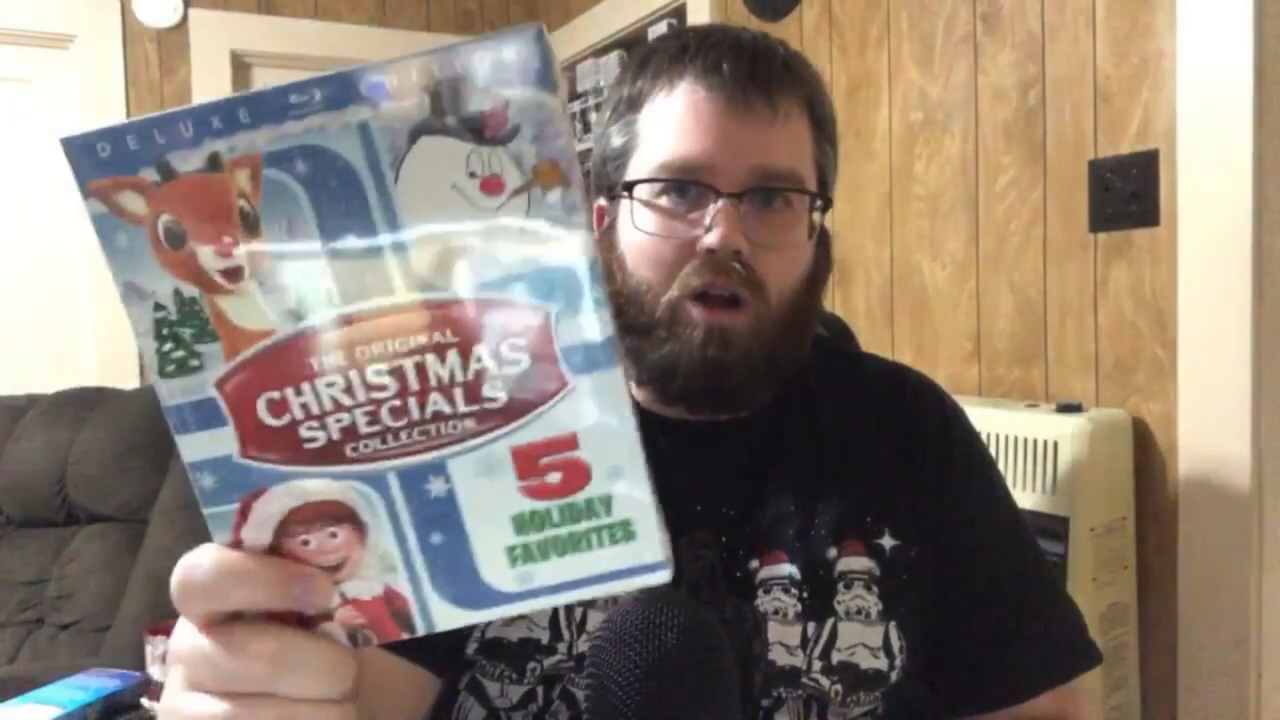 DELUXE
THE ORIGINAL
CHRISTMAS
SPECIALS
COLLECTION
5
HOLIDAY
FAVORITES